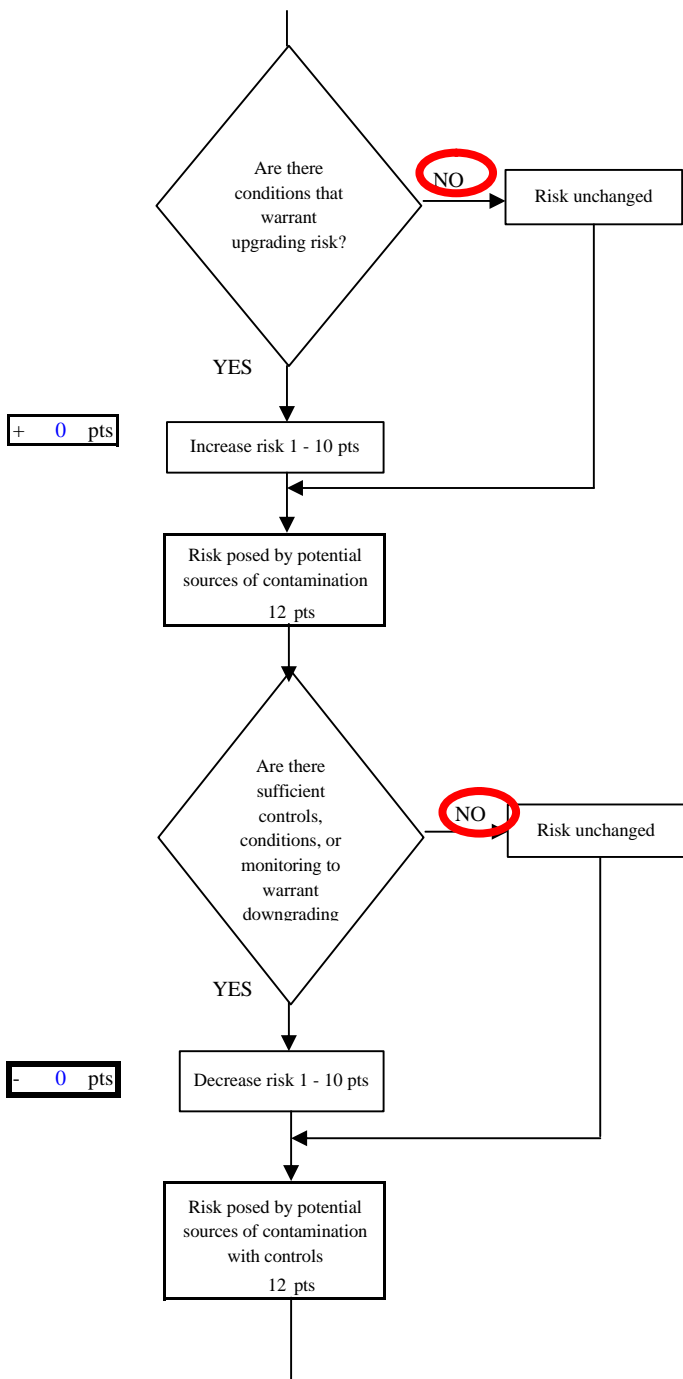 Are there
conditions that
warrant
upgrading risk?
NO
Risk unchanged
YES
+ 0 pts
Increase risk 1 - 10 pts
Risk posed by potential
sources of contamination
12 pts
Are there
sufficient
controls,
conditions, or
monitoring to
warrant
downgrading
NO
Risk unchanged
YES
- 0 pts
Decrease risk 1 - 10 pts
Risk posed by potential
sources of contamination
with controls
12 pts